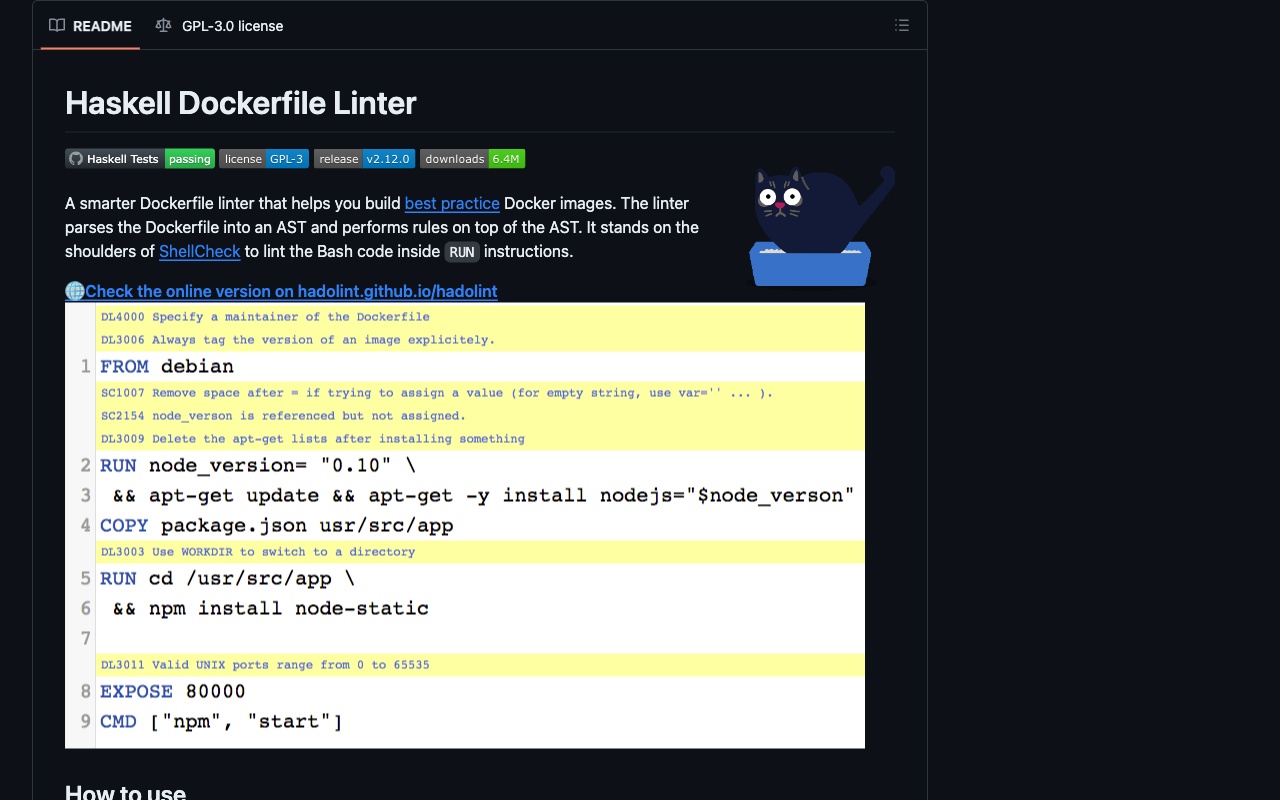 README
GPL-3.0 license
Haskell Dockerfile Linter
Haskell Tests passing license GPL-3 release v2.12.0 downloads 6.4M
A smarter Dockerfile linter that helps you build best practice Docker images. The linter
parses the Dockerfile into an AST and performs rules on top of the AST. It stands on the
shoulders of ShellCheck to lint the Bash code inside RUN instructions.
🌐Check the online version on hadolint.github.io/hadolint
DL4000 Specify a maintainer of the Dockerfile
DL3006 Always tag the version of an image explicitely.
1 FROM debian
SC1007 Remove space after = if trying to assign a value (for empty string, use var='' ... ).
SC2154 node_verson is referenced but not assigned.
DL3009 Delete the apt-get lists after installing something
2 RUN node_version= "0.10" \
3 && apt-get update && apt-get -y install nodejs="$node_verson"
4 COPY package.json usr/src/app
DL3003 Use WORKDIR to switch to a directory
5 RUN cd /usr/src/app \
6 && npm install node-static
7
DL3011 Valid UNIX ports range from 0 to 65535
8 EXPOSE 80000
9 CMD ["npm", "start"]
How to use